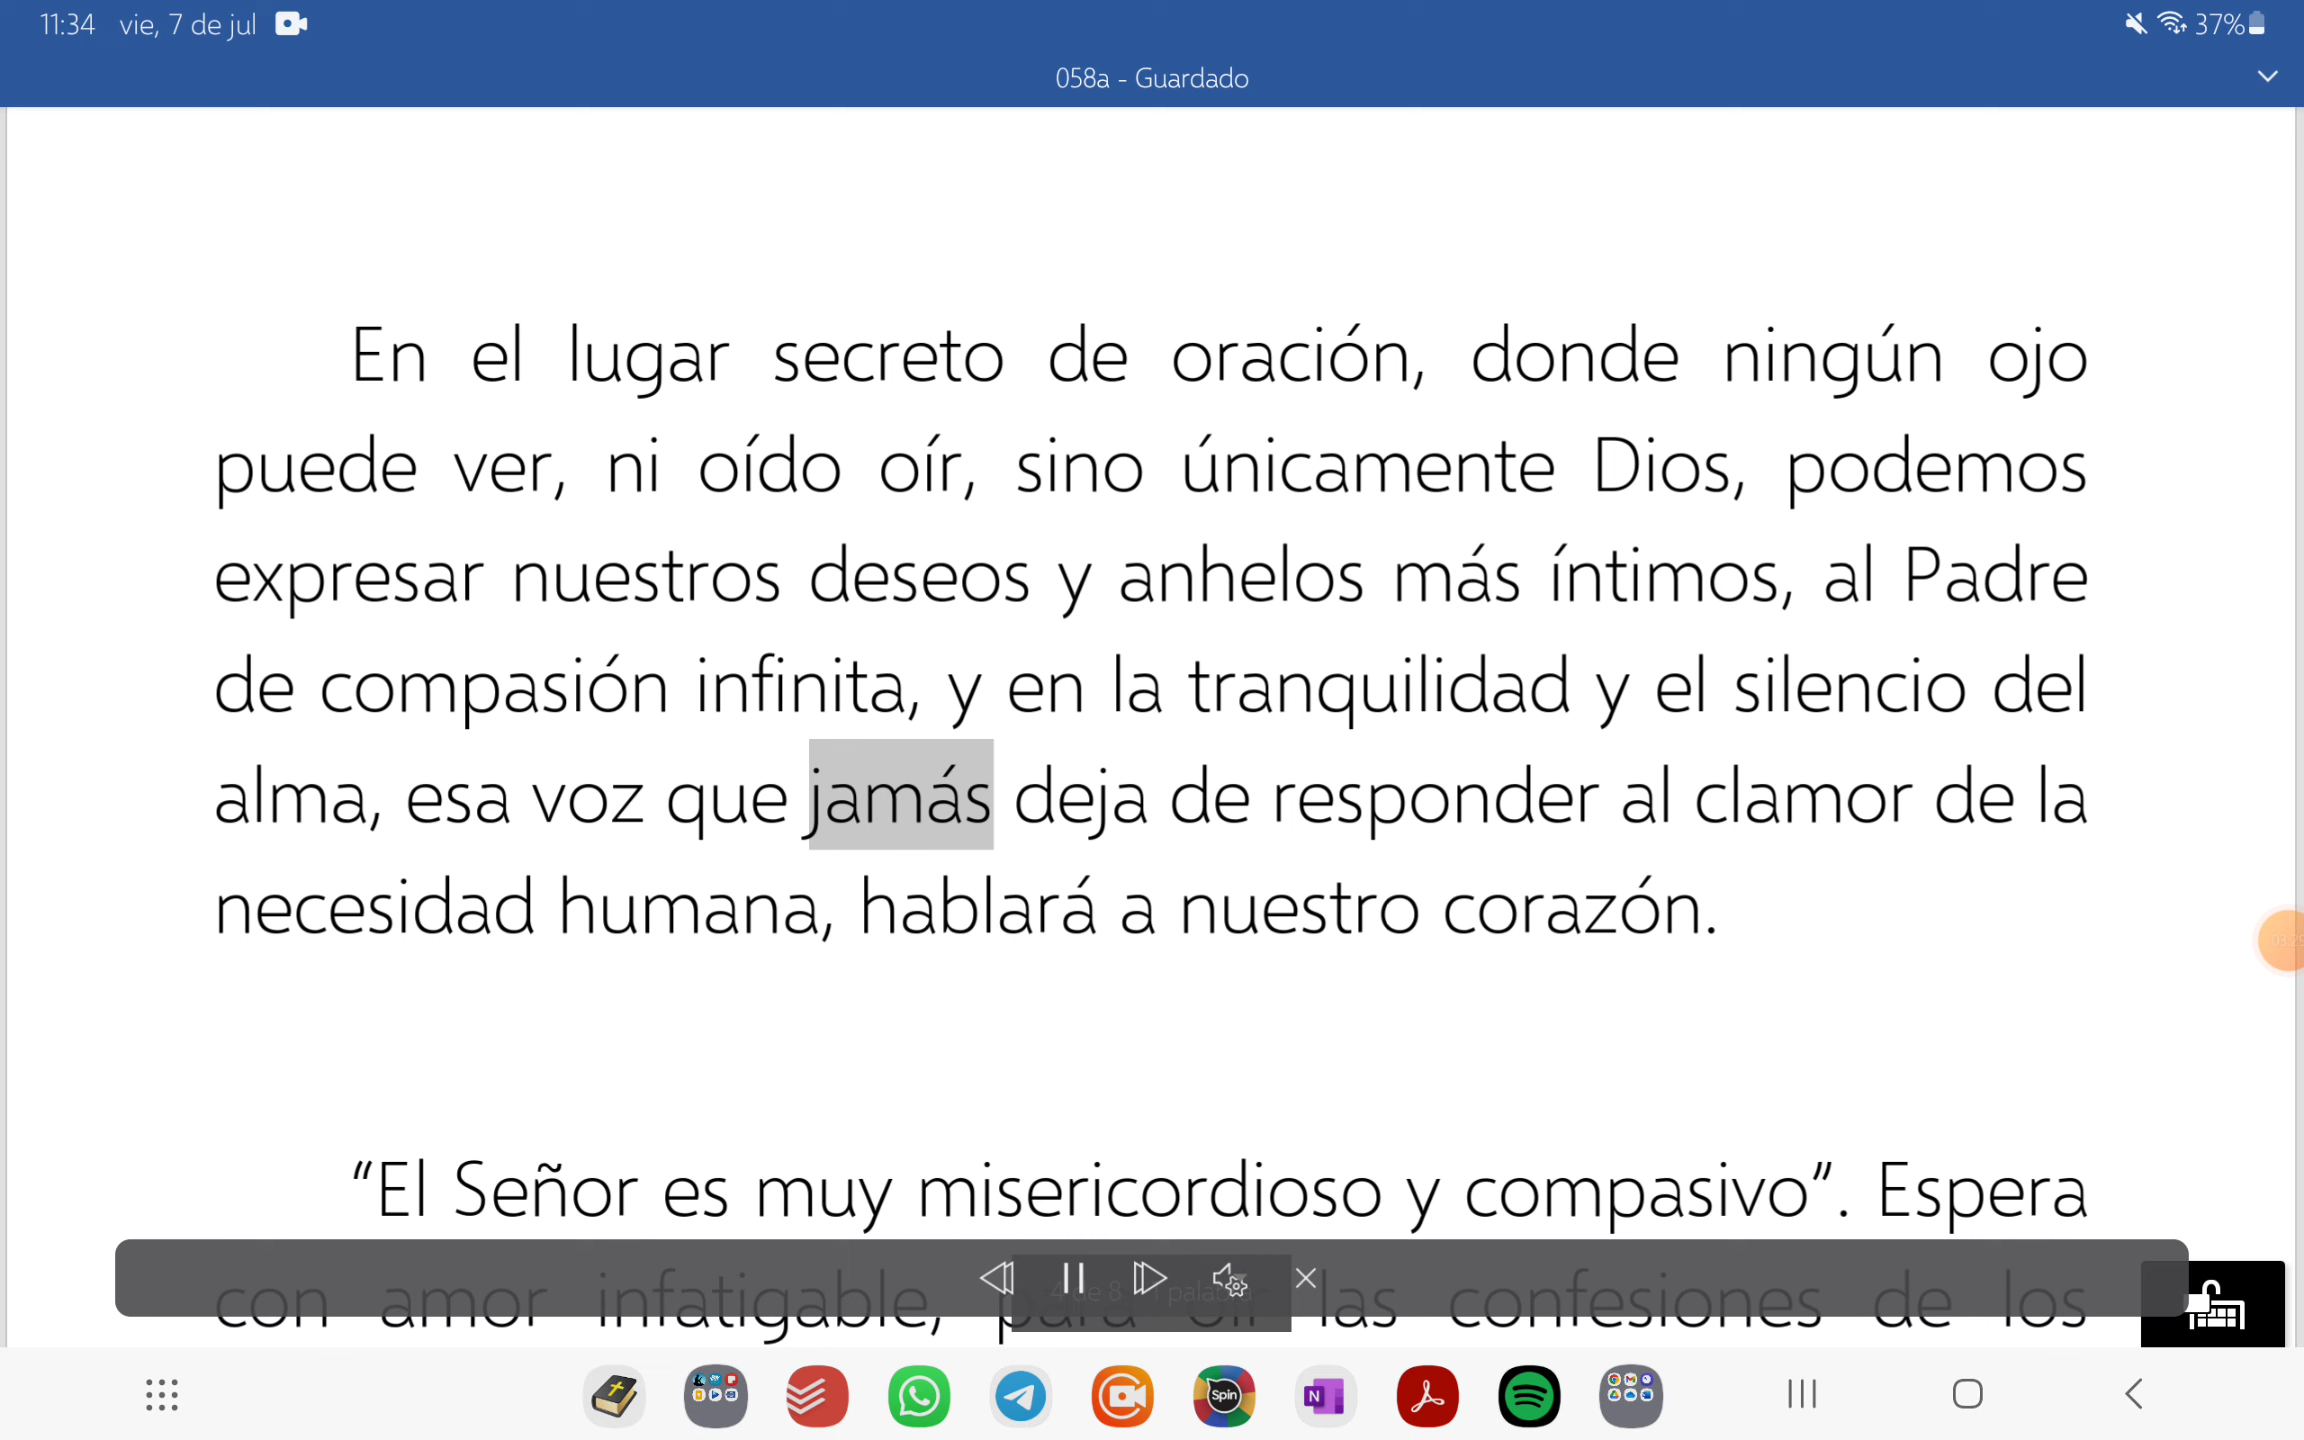 11:34 vie, 7 de jul 37%
058a - Guardado
En el lugar secreto de oración, donde ningún ojo
puede ver, ni oído oír, sino únicamente Dios, podemos
expresar nuestros deseos y anhelos más íntimos, al Padre
de compasión infinita, y en la tranquilidad y el silencio del
alma, esa voz que jamás deja de responder al clamor de la
necesidad humana, hablará a nuestro corazón.
“El Señor es muy misericordioso y compasivo”. Espera
con amor infatigable, para oír las confesiones de los
4 de 8
Spin
N